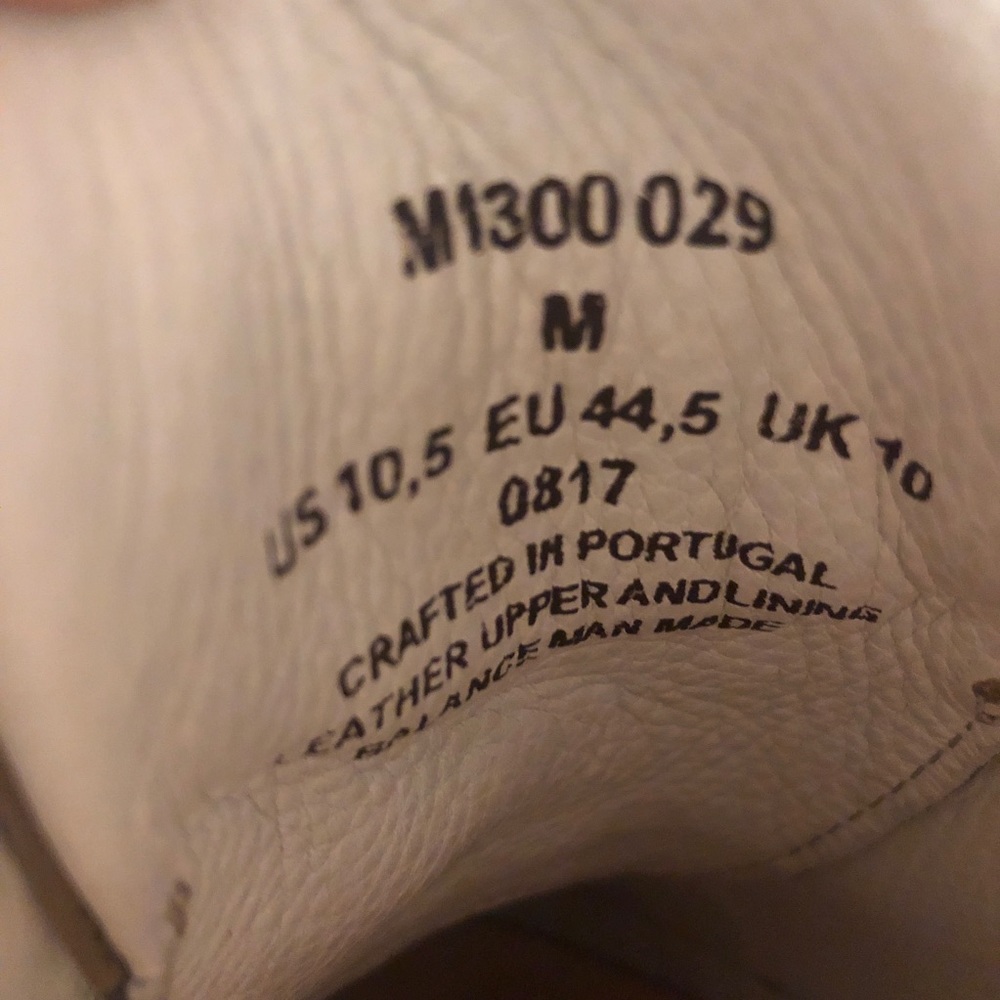 M1300 029
M
US 10,5 EU 44,5 UK 10
0817
CRAFTED IN PORTUGAL
LEATHER UPPER AND LINING
BALANCE MAN MADE